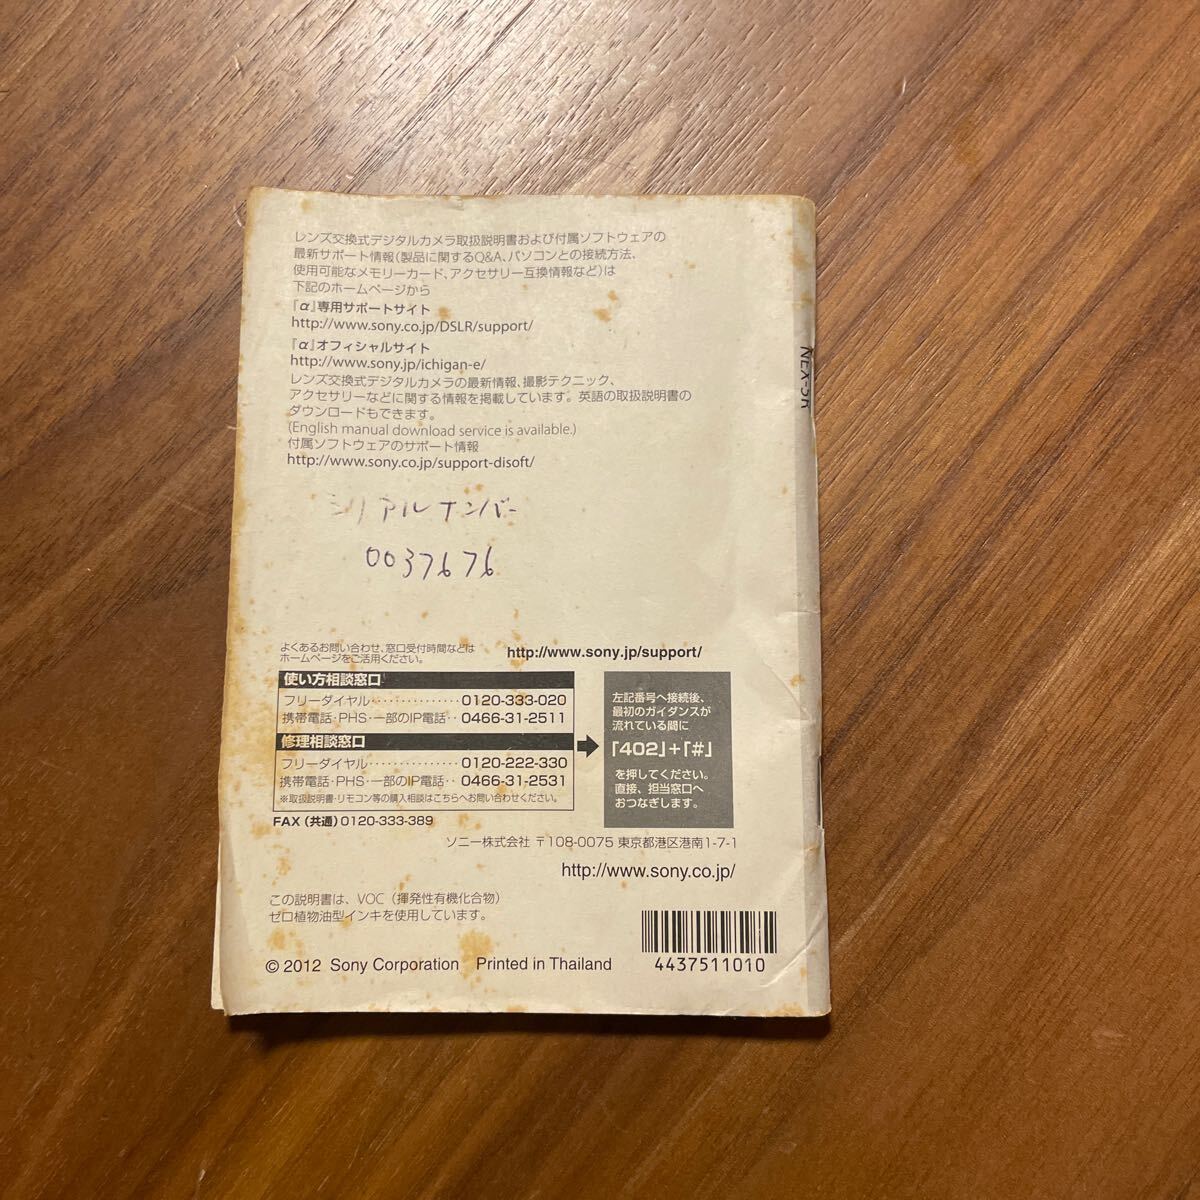 レンズ交換式デジタルカメラ取扱説明書および付属ソフトウェアの
最新サポート情報(製品に関するQ&A、パソコンとの接続方法、
使用可能なメモリーカード、アクセサリー互換情報など)は
下記のホームページから
『α』専用サポートサイト
http://www.sony.co.jp/DSLR/support/
『α』オフィシャルサイト
http://www.sony.jp/ichigan-e/
レンズ交換式デジタルカメラの最新情報、撮影テクニック、
アクセサリーなどに関する情報を掲載しています。英語の取扱説明書の
ダウンロードもできます。
(English manual download service is available.)
付属ソフトウェアのサポート情報
http://www.sony.co.jp/support-disoft/
シリアルナンバー
0037676
よくあるお問い合わせ、窓口受付時間などは
ホームページをご活用ください。
http://www.sony.jp/support/
使い方相談窓口
フリーダイヤル・・・・・・・・・・・・・・・0120-333-020
携帯電話・PHS・一部のIP電話・・0466-31-2511
修理相談窓口
フリーダイヤル・・・・・・・・・・・・・・・0120-222-330
携帯電話・PHS・一部のIP電話・・0466-31-2531
※取扱説明書・リモコン等の購入相談はこちらへお問い合わせください。
左記番号へ接続後、
最初のガイダンスが
流れている間に
「402」+「#」
を押してください。
直接、担当窓口へ
おつなぎします。
FAX(共通)0120-333-389
ソニー株式会社 〒108-0075 東京都港区港南1-7-1
http://www.sony.co.jp/
この説明書は、VOC(揮発性有機化合物)
ゼロ植物油型インキを使用しています。
© 2012 Sony Corporation Printed in Thailand
4437511010
NEX-5R